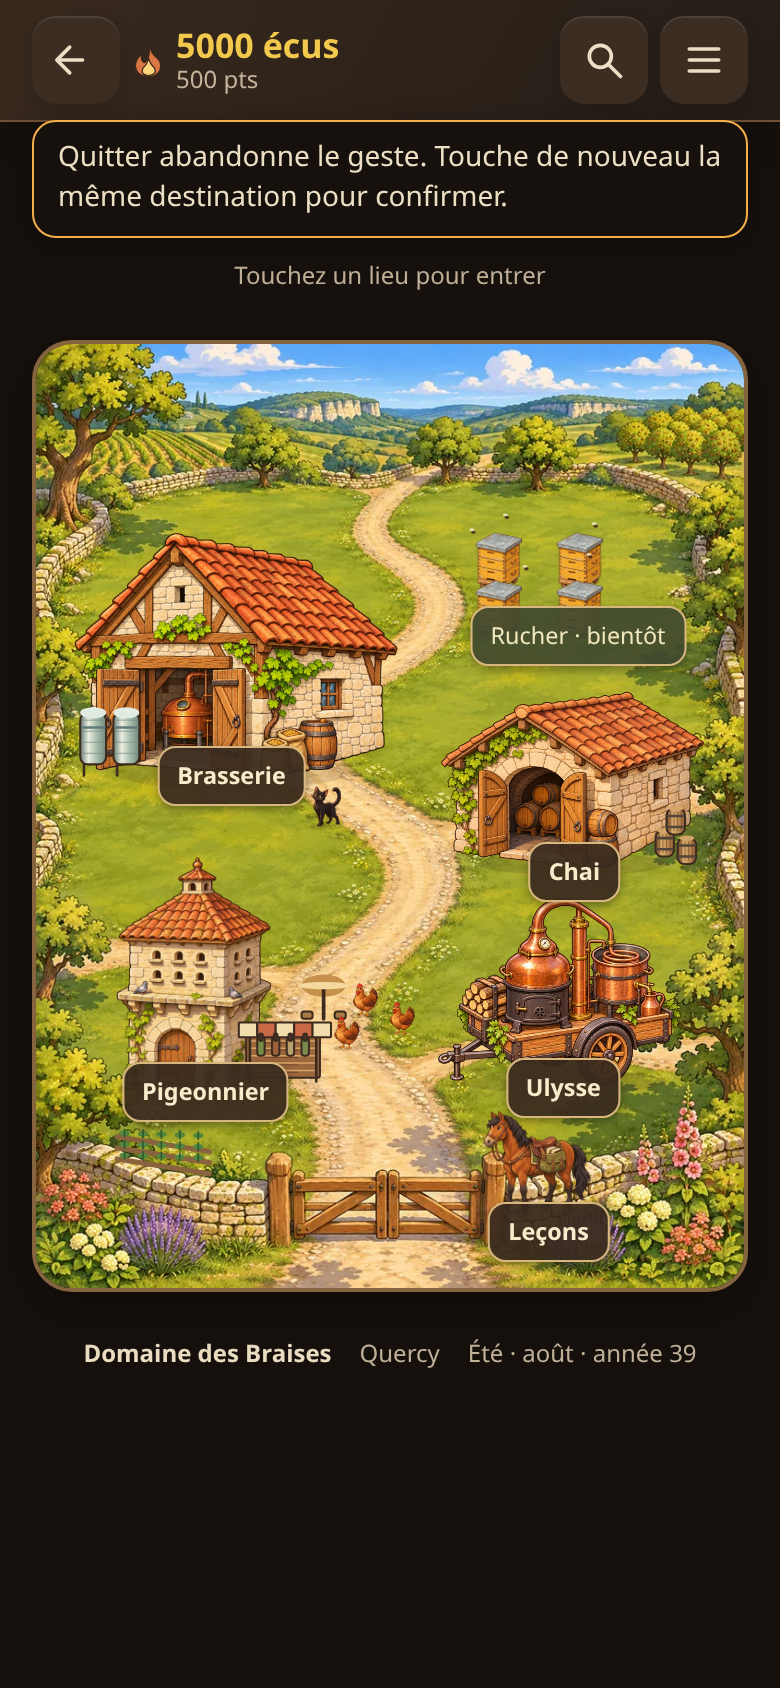 5000 écus
500 pts
Quitter abandonne le geste. Touche de nouveau la
même destination pour confirmer.
Touchez un lieu pour entrer
Rucher · bientôt
Brasserie
Chai
Pigeonnier
Ulysse
Leçons
Domaine des Braises Quercy Été · août · année 39